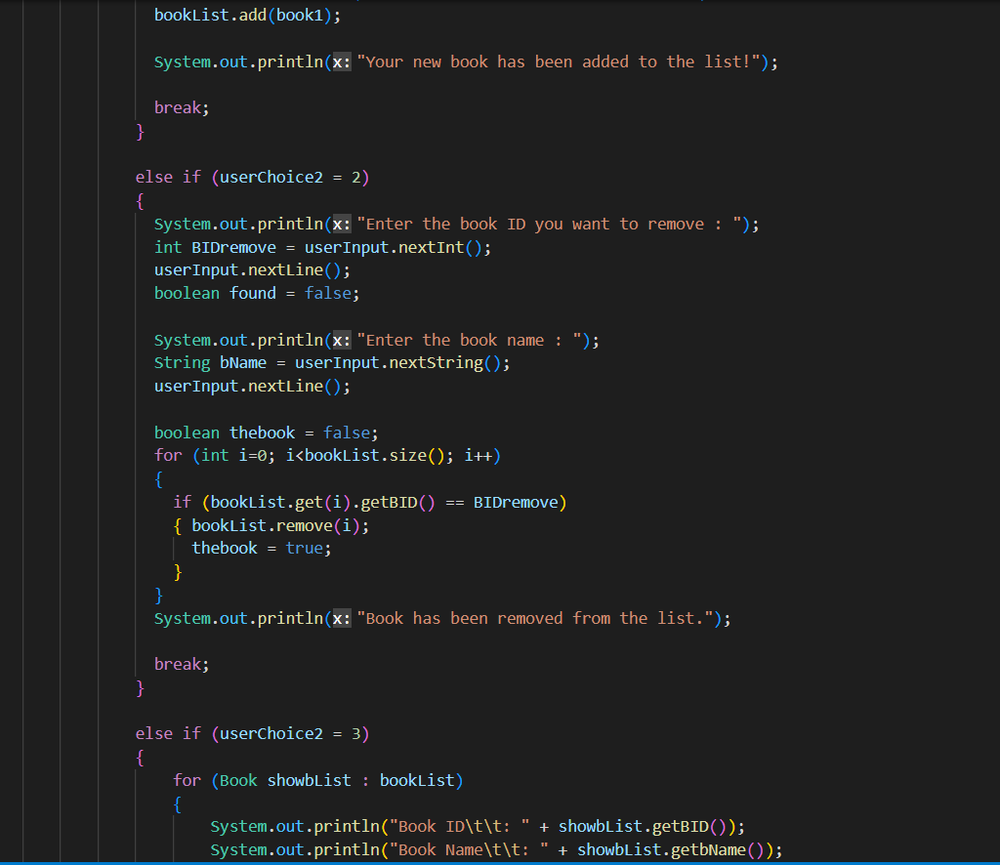 bookList.add(book1);
System.out.println(x: "Your new book has been added to the list!");
break;
}
else if (userChoice2 = 2)
{
System.out.println(x: "Enter the book ID you want to remove : ");
int BIDremove = userInput.nextInt();
userInput.nextLine();
boolean found = false;
System.out.println(x: "Enter the book name : ");
String bName = userInput.nextString();
userInput.nextLine();
boolean thebook = false;
for (int i=0; i<bookList.size(); i++)
{
if (bookList.get(i).getBID() == BIDremove)
{ bookList.remove(i);
thebook = true;
}
}
System.out.println(x: "Book has been removed from the list.");
break;
}
else if (userChoice2 = 3)
{
for (Book showbList : bookList)
{
System.out.println("Book ID\t\t: " + showbList.getBID());
System.out.println("Book Name\t\t: " + showbList.getbName());